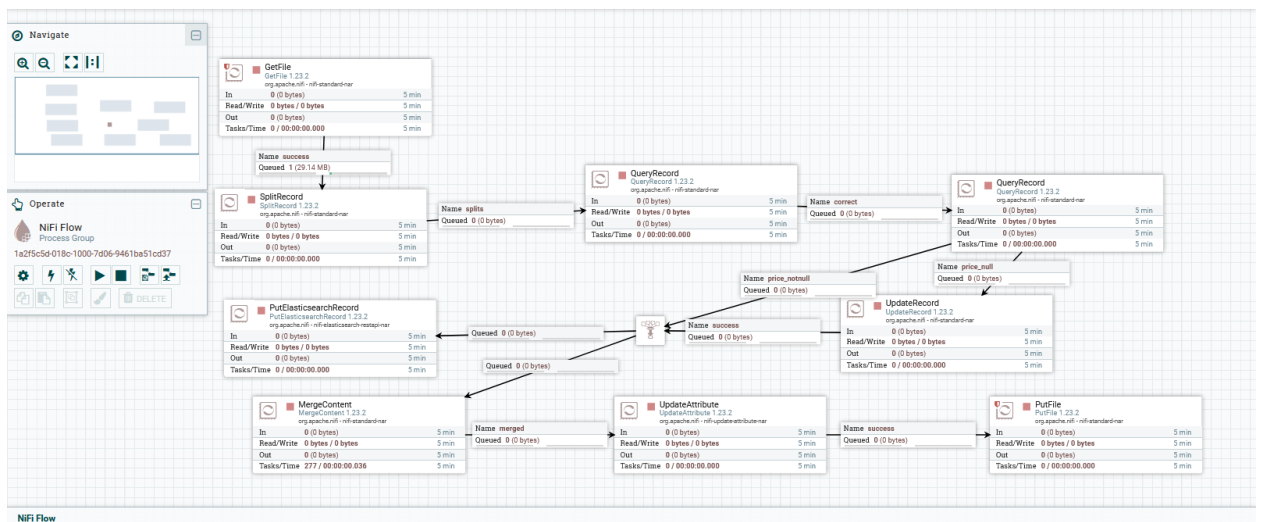 Navigate
GetFile
GetFile 1.23.2
org.apache.nifi - nifi-standard-nar
In 0 (0 bytes) 5 min
Read/Write 0 bytes / 0 bytes 5 min
Out 0 (0 bytes) 5 min
Tasks/Time 0 / 00:00:00.000 5 min
Name success
Queued 1 (29.14 MB)
SplitRecord
SplitRecord 1.23.2
org.apache.nifi - nifi-standard-nar
In 0 (0 bytes) 5 min
Read/Write 0 bytes / 0 bytes 5 min
Out 0 (0 bytes) 5 min
Tasks/Time 0 / 00:00:00.000 5 min
Name splits
Queued 0 (0 bytes)
QueryRecord
QueryRecord 1.23.2
org.apache.nifi - nifi-standard-nar
In 0 (0 bytes) 5 min
Read/Write 0 bytes / 0 bytes 5 min
Out 0 (0 bytes) 5 min
Tasks/Time 0 / 00:00:00.000 5 min
Name correct
Queued 0 (0 bytes)
QueryRecord
QueryRecord 1.23.2
org.apache.nifi - nifi-standard-nar
In 0 (0 bytes) 5 min
Read/Write 0 bytes / 0 bytes 5 min
Out 0 (0 bytes) 5 min
Tasks/Time 0 / 00:00:00.000 5 min
Operate
NiFi Flow
Process Group
1a2f5c5d-018c-1000-7d06-9461ba51cd37
DELETE
Name price_notnull
Queued 0 (0 bytes)
Name price_null
Queued 0 (0 bytes)
PutElasticsearchRecord
PutElasticsearchRecord 1.23.2
org.apache.nifi - nifi-elasticsearch-restapi-nar
In 0 (0 bytes) 5 min
Read/Write 0 bytes / 0 bytes 5 min
Out 0 (0 bytes) 5 min
Tasks/Time 0 / 00:00:00.000 5 min
Queued 0 (0 bytes)
Name success
Queued 0 (0 bytes)
UpdateRecord
UpdateRecord 1.23.2
org.apache.nifi - nifi-standard-nar
In 0 (0 bytes) 5 min
Read/Write 0 bytes / 0 bytes 5 min
Out 0 (0 bytes) 5 min
Tasks/Time 0 / 00:00:00.000 5 min
Queued 0 (0 bytes)
MergeContent
MergeContent 1.23.2
org.apache.nifi - nifi-standard-nar
In 0 (0 bytes) 5 min
Read/Write 0 bytes / 0 bytes 5 min
Out 0 (0 bytes) 5 min
Tasks/Time 277 / 00:00:00.036 5 min
Name merged
Queued 0 (0 bytes)
UpdateAttribute
UpdateAttribute 1.23.2
org.apache.nifi - nifi-update-attribute-nar
In 0 (0 bytes) 5 min
Read/Write 0 bytes / 0 bytes 5 min
Out 0 (0 bytes) 5 min
Tasks/Time 0 / 00:00:00.000 5 min
Name success
Queued 0 (0 bytes)
PutFile
PutFile 1.23.2
org.apache.nifi - nifi-standard-nar
In 0 (0 bytes) 5 min
Read/Write 0 bytes / 0 bytes 5 min
Out 0 (0 bytes) 5 min
Tasks/Time 0 / 00:00:00.000 5 min
NiFi Flow